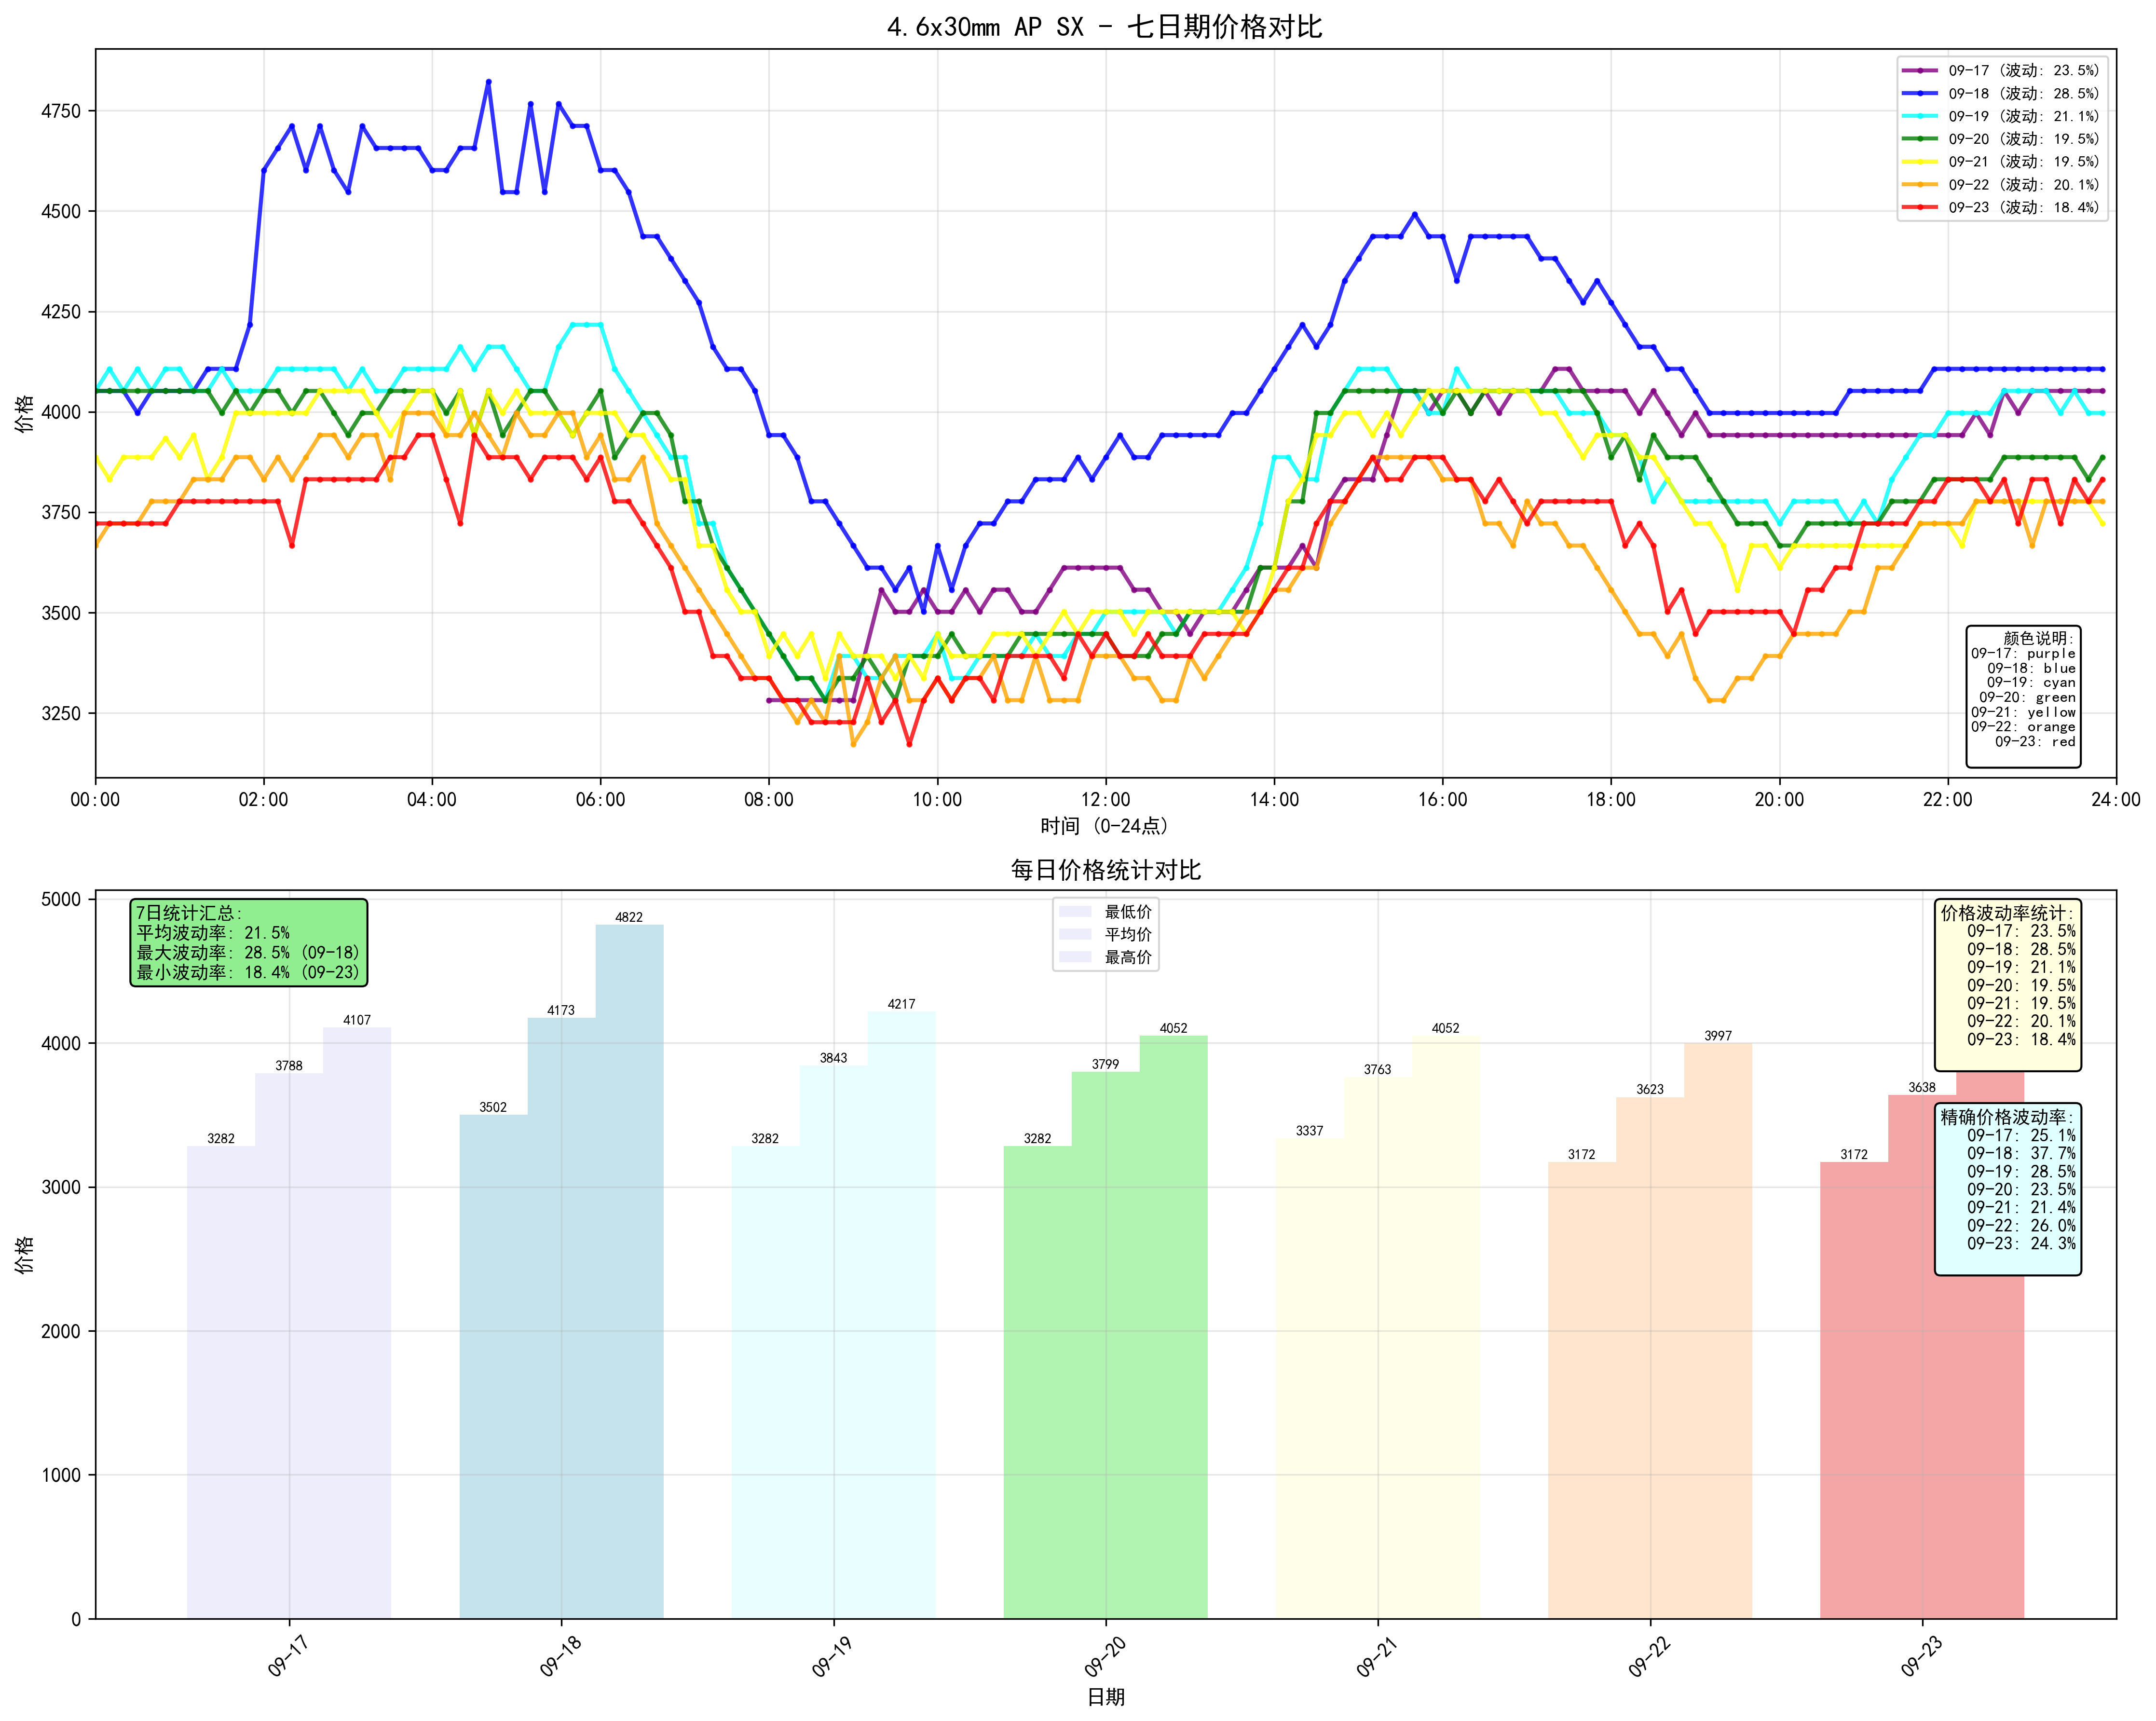 4.6x30mm AP SX - 七日期价格对比
09-17 (波动: 23.5%)
09-18 (波动: 28.5%)
09-19 (波动: 21.1%)
09-20 (波动: 19.5%)
09-21 (波动: 19.5%)
09-22 (波动: 20.1%)
09-23 (波动: 18.4%)
价格
4750
4500
4250
4000
3750
3500
3250
颜色说明:
09-17: purple
09-18: blue
09-19: cyan
09-20: green
09-21: yellow
09-22: orange
09-23: red
00:00 02:00 04:00 06:00 08:00 10:00 12:00 14:00 16:00 18:00 20:00 22:00 24:00
时间 (0-24点)
每日价格统计对比
价格
5000
4000
3000
2000
1000
0
7日统计汇总:
平均波动率: 21.5%
最大波动率: 28.5% (09-18)
最小波动率: 18.4% (09-23)
最低价
平均价
最高价
价格波动率统计:
09-17: 23.5%
09-18: 28.5%
09-19: 21.1%
09-20: 19.5%
09-21: 19.5%
09-22: 20.1%
09-23: 18.4%
精确价格波动率:
09-17: 25.1%
09-18: 37.7%
09-19: 28.5%
09-20: 23.5%
09-21: 21.4%
09-22: 26.0%
09-23: 24.3%
3282 3788 4107
3502 4173 4822
3282 3843 4217
3282 3799 4052
3337 3763 4052
3172 3623 3997
3172 3638
09-17 09-18 09-19 09-20 09-21 09-22 09-23
日期